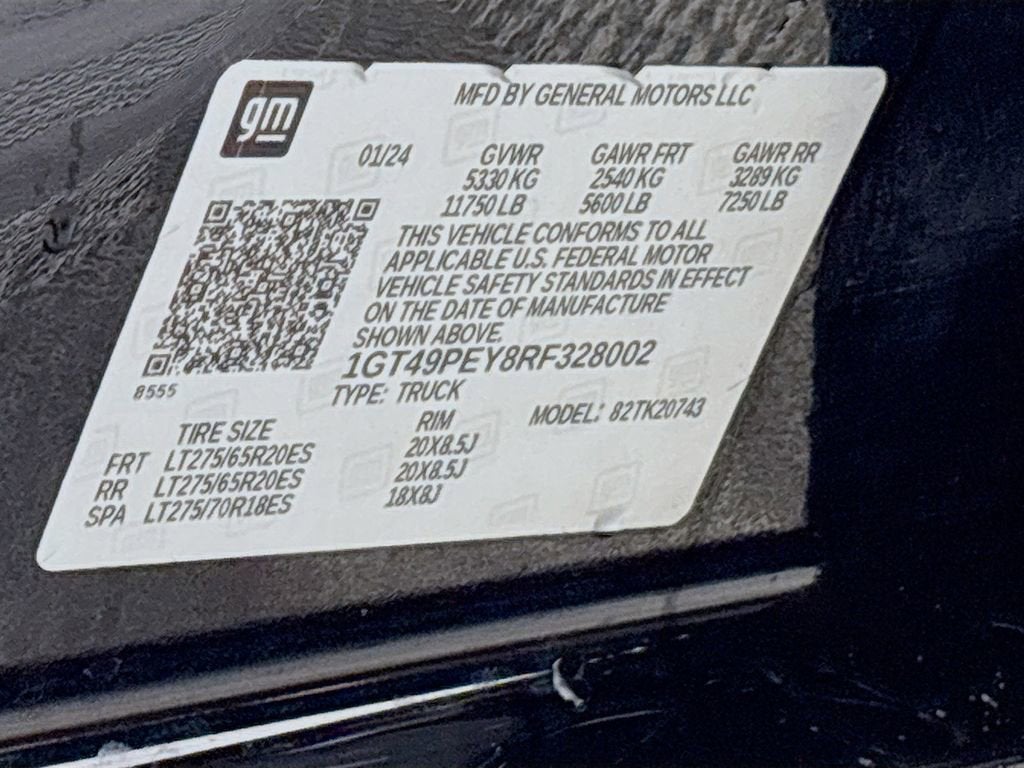 gm
MFD BY GENERAL MOTORS LLC
01/24 GVWR GAWR FRT GAWR RR
5330 KG 2540 KG 3289 KG
11750 LB 5600 LB 7250 LB
THIS VEHICLE CONFORMS TO ALL
APPLICABLE U.S. FEDERAL MOTOR
VEHICLE SAFETY STANDARDS IN EFFECT
ON THE DATE OF MANUFACTURE
SHOWN ABOVE.
1GT49PEY8RF328002
8555
TYPE: TRUCK
MODEL: 82TK20743
TIRE SIZE RIM
FRT LT275/65R20ES 20X8.5J
RR LT275/65R20ES 20X8.5J
SPA LT275/70R18ES 18X8J